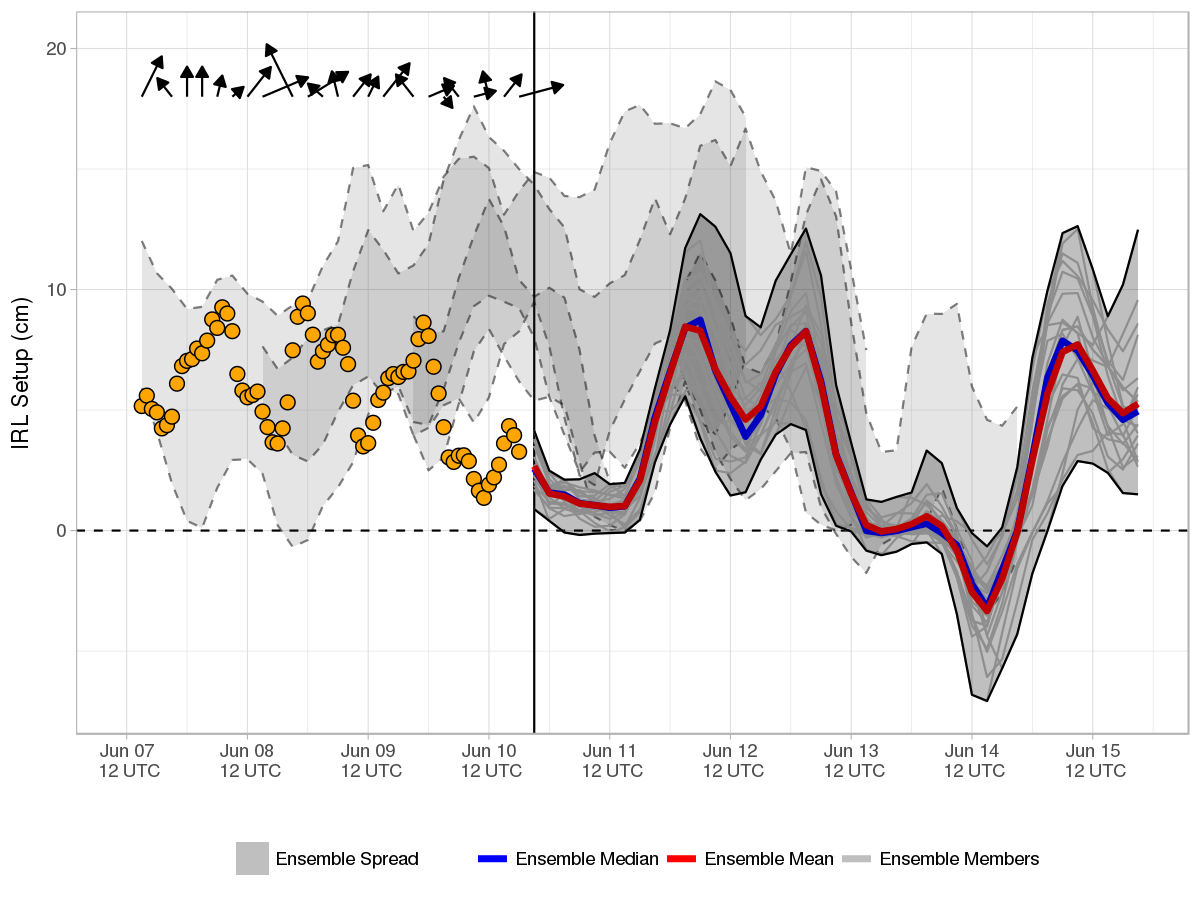 IRL Setup (cm)
20
10
0
Jun 07 Jun 08 Jun 09 Jun 10 Jun 11 Jun 12 Jun 13 Jun 14 Jun 15
12 UTC 12 UTC 12 UTC 12 UTC 12 UTC 12 UTC 12 UTC 12 UTC 12 UTC
Ensemble Spread Ensemble Median Ensemble Mean Ensemble Members